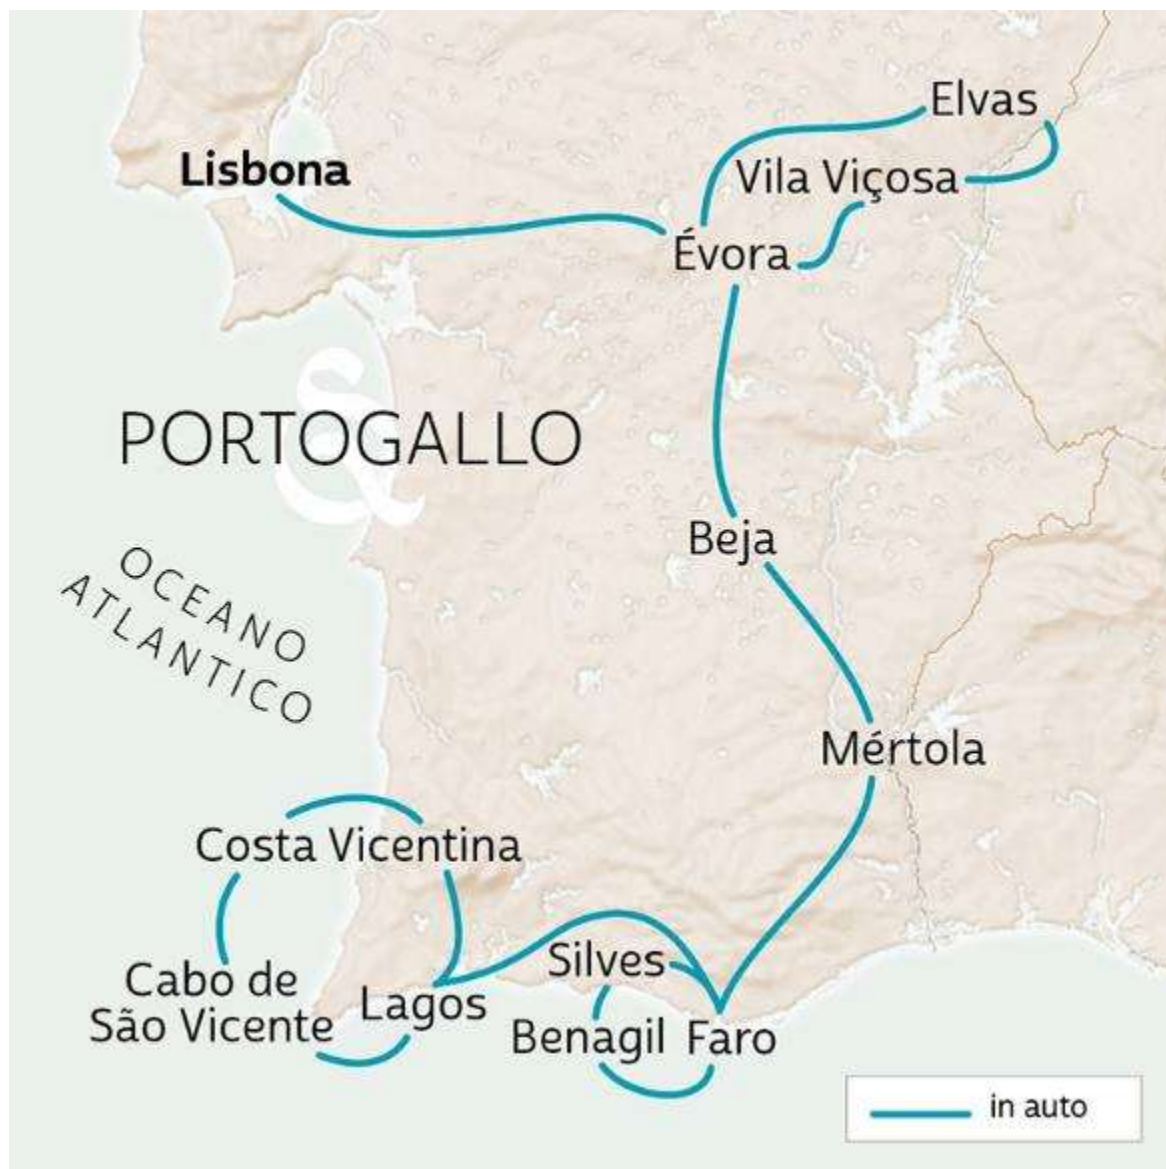 Elvas
Lisbona
Vila Viçosa
Évora
PORTOGALLO
&
Beja
OCEANO
ATLANTICO
Mértola
Costa Vicentina
Silves
Cabo de
São Vicente
Lagos
Benagil
Faro
in auto